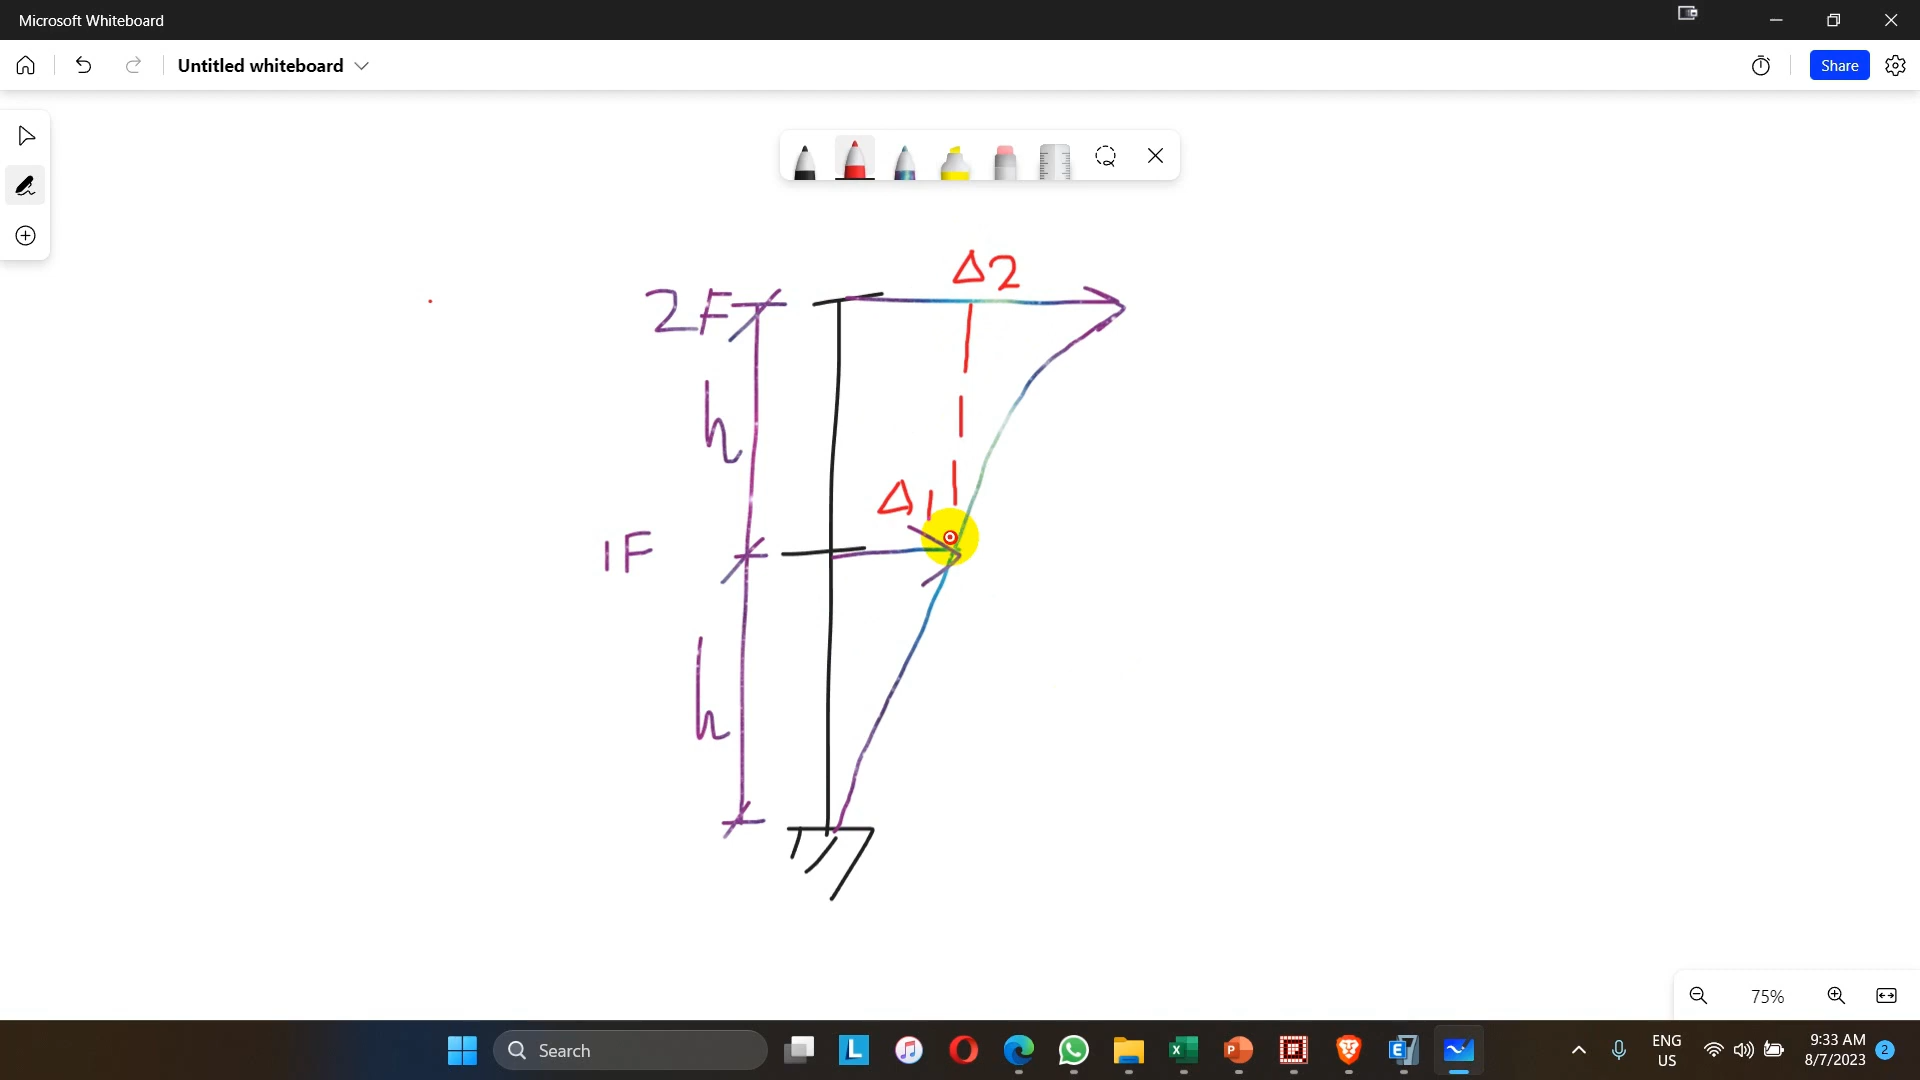 Microsoft Whiteboard
Untitled whiteboard
Share
Δ2
2F
h
Δ1
1F
h
75%
Search
ENG
US
9:33 AM
8/7/2023
2